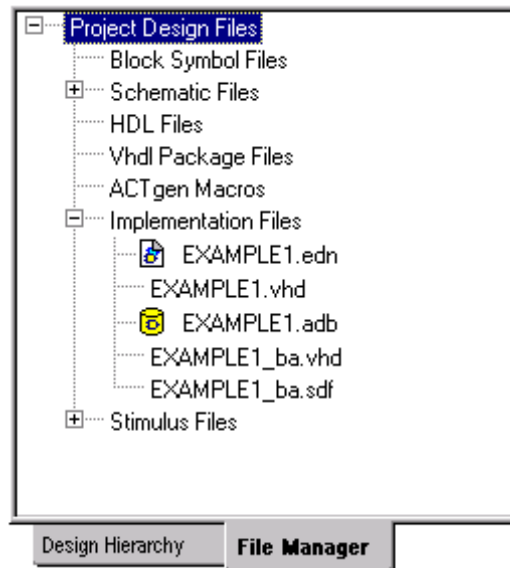 Project Design Files
Block Symbol Files
Schematic Files
HDL Files
Vhdl Package Files
ACTgen Macros
Implementation Files
EXAMPLE1.edn
EXAMPLE1.vhd
EXAMPLE1.adb
EXAMPLE1_ba.vhd
EXAMPLE1_ba.sdf
Stimulus Files
Design Hierarchy File Manager